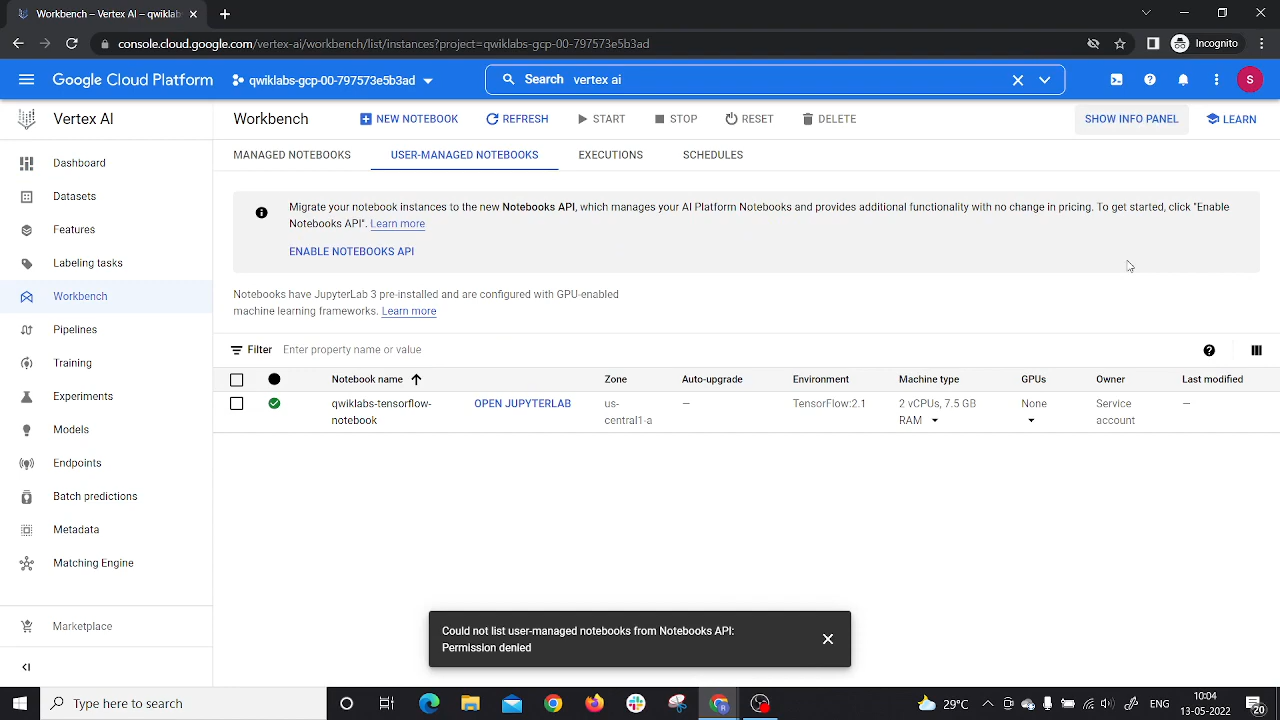 Workbench – Vertex AI – qwiklab
console.cloud.google.com/vertex-ai/workbench/list/instances?project=qwiklabs-gcp-00-797573e5b3ad
Incognito
Google Cloud Platform
qwiklabs-gcp-00-797573e5b3ad
Search vertex ai
S
Vertex AI
Workbench
NEW NOTEBOOK
REFRESH
START
STOP
RESET
DELETE
SHOW INFO PANEL
LEARN
MANAGED NOTEBOOKS
USER-MANAGED NOTEBOOKS
EXECUTIONS
SCHEDULES
Dashboard
Datasets
Features
Labeling tasks
Workbench
Pipelines
Training
Experiments
Models
Endpoints
Batch predictions
Metadata
Matching Engine
Marketplace
Migrate your notebook instances to the new Notebooks API, which manages your AI Platform Notebooks and provides additional functionality with no change in pricing. To get started, click "Enable
Notebooks API". Learn more
ENABLE NOTEBOOKS API
Notebooks have JupyterLab 3 pre-installed and are configured with GPU-enabled
machine learning frameworks. Learn more
Filter Enter property name or value
Notebook name
Zone
Auto-upgrade
Environment
Machine type
GPUs
Owner
Last modified
qwiklabs-tensorflow-
notebook
OPEN JUPYTERLAB
us-
central1-a
–
TensorFlow:2.1
2 vCPUs, 7.5 GB
RAM
None
Service
account
–
Could not list user-managed notebooks from Notebooks API:
Permission denied
Type here to search
29°C
ENG
10:04
13-05-2022
20